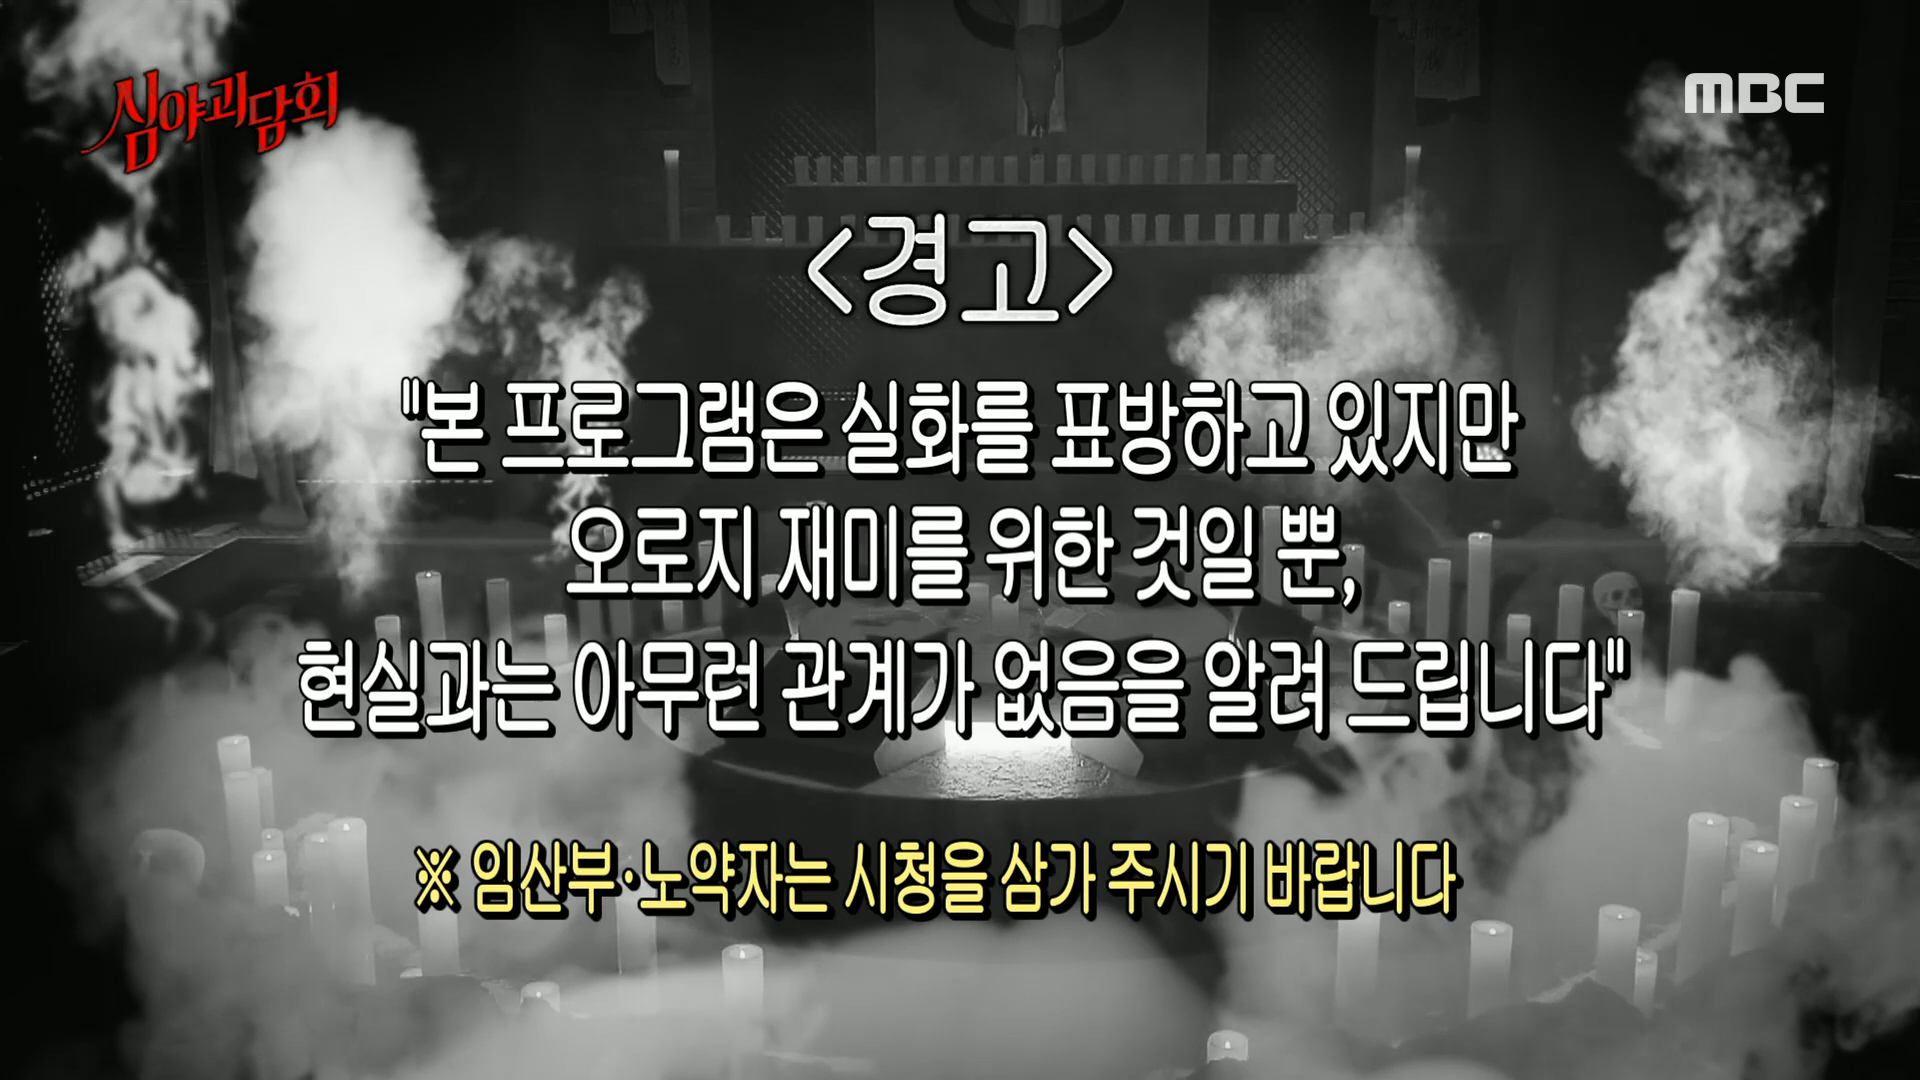 심야괴담회
MBC
<경고>
"본 프로그램은 실화를 표방하고 있지만
오로지 재미를 위한 것일 뿐,
현실과는 아무런 관계가 없음을 알려 드립니다"
※ 임산부·노약자는 시청을 삼가 주시기 바랍니다